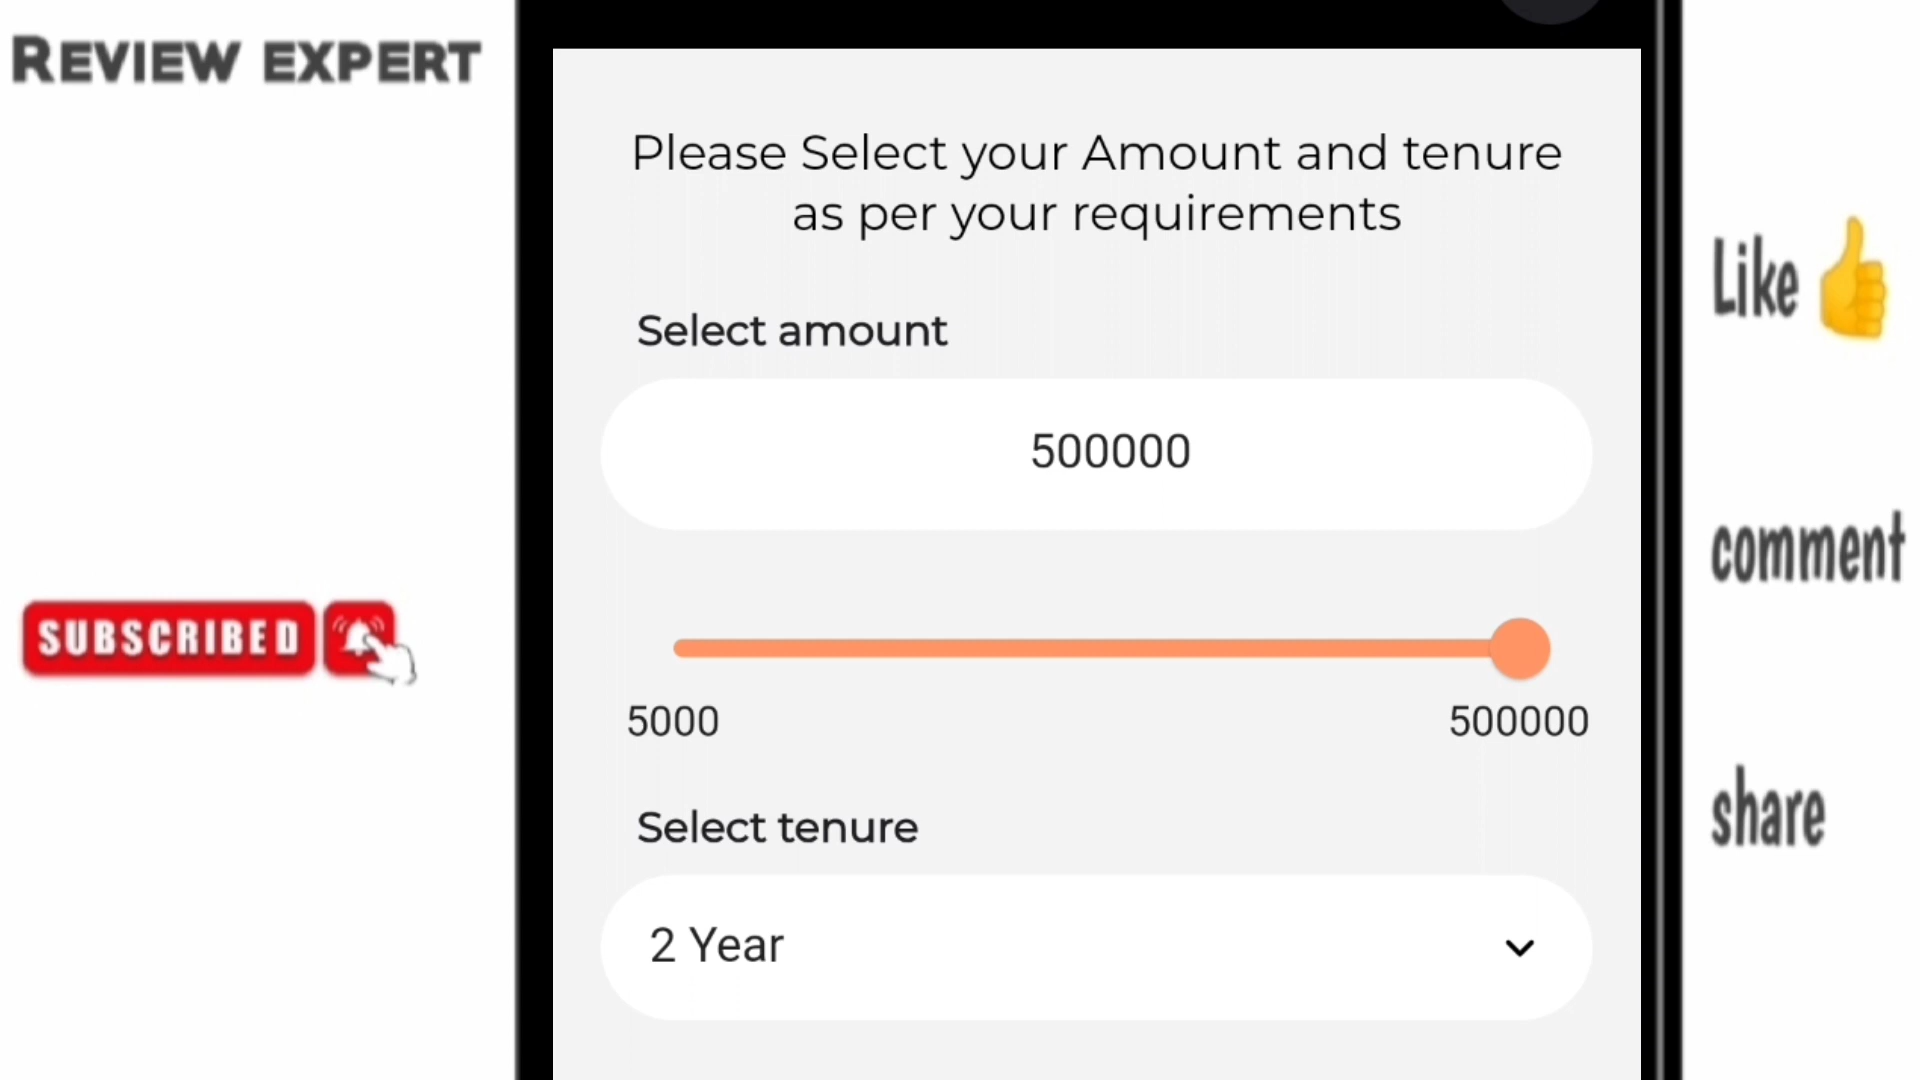 REVIEW EXPERT
Please Select your Amount and tenure
as per your requirements
Select amount
500000
5000
500000
Select tenure
2 Year
SUBSCRIBED
Like
comment
share